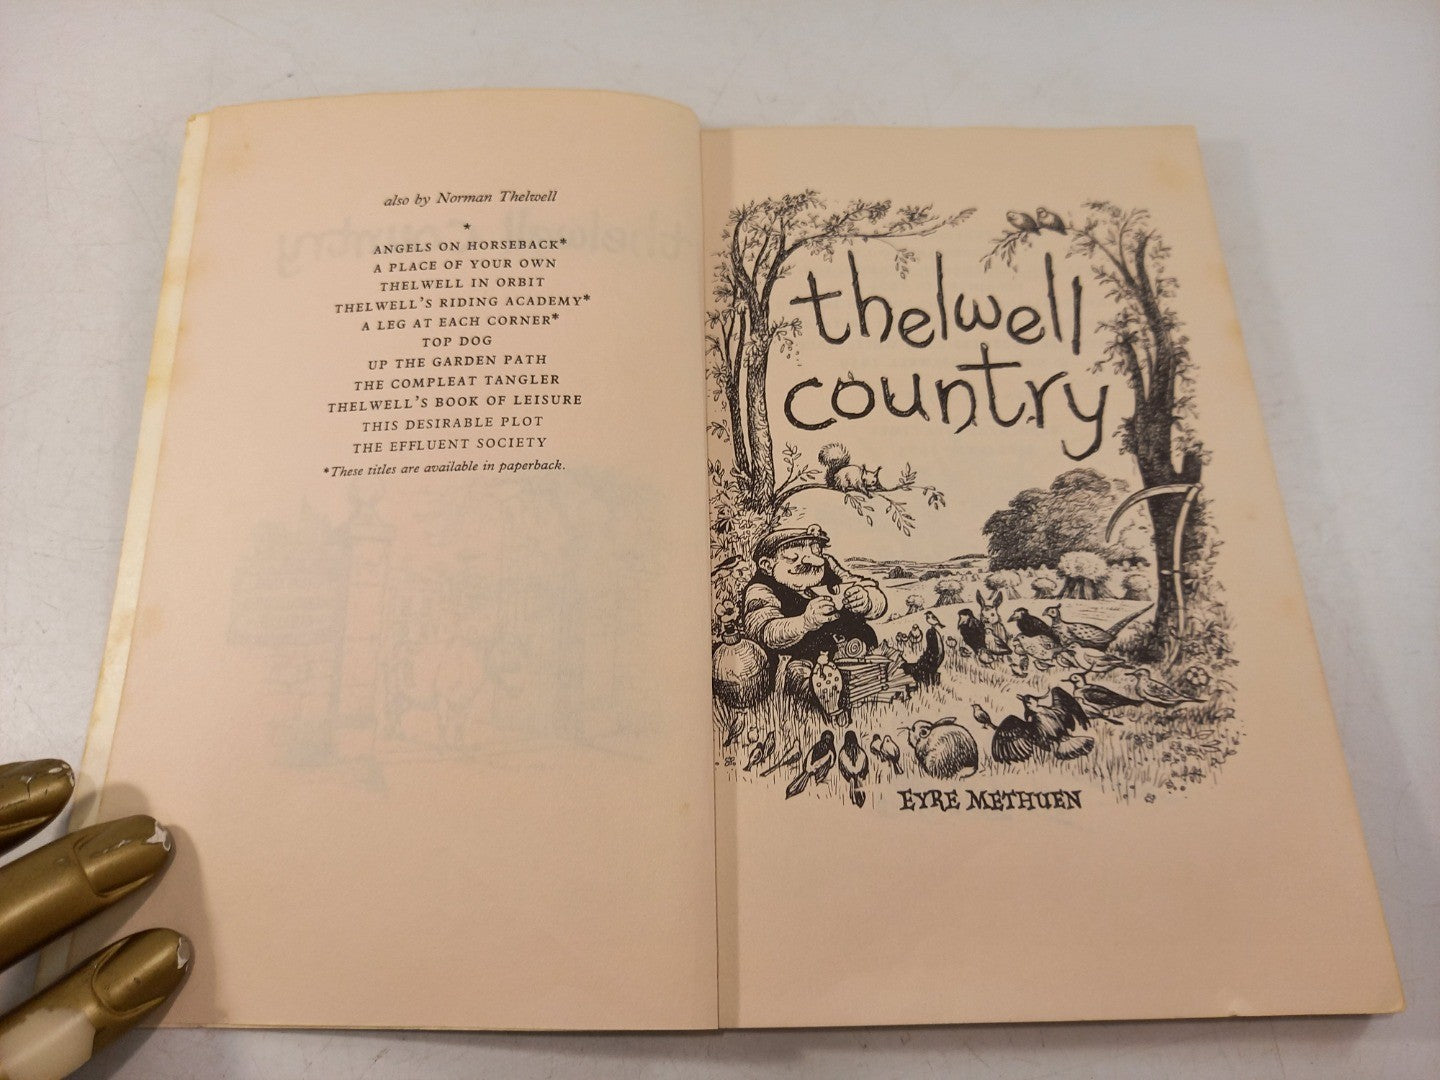 also by Norman Thelwell
*
ANGELS ON HORSEBACK*
A PLACE OF YOUR OWN
THELWELL IN ORBIT
THELWELL'S RIDING ACADEMY*
A LEG AT EACH CORNER*
TOP DOG
UP THE GARDEN PATH
THE COMPLEAT TANGLER
THELWELL'S BOOK OF LEISURE
THIS DESIRABLE PLOT
THE EFFLUENT SOCIETY
*These titles are available in paperback.
thelwell
country
EYRE METHUEN